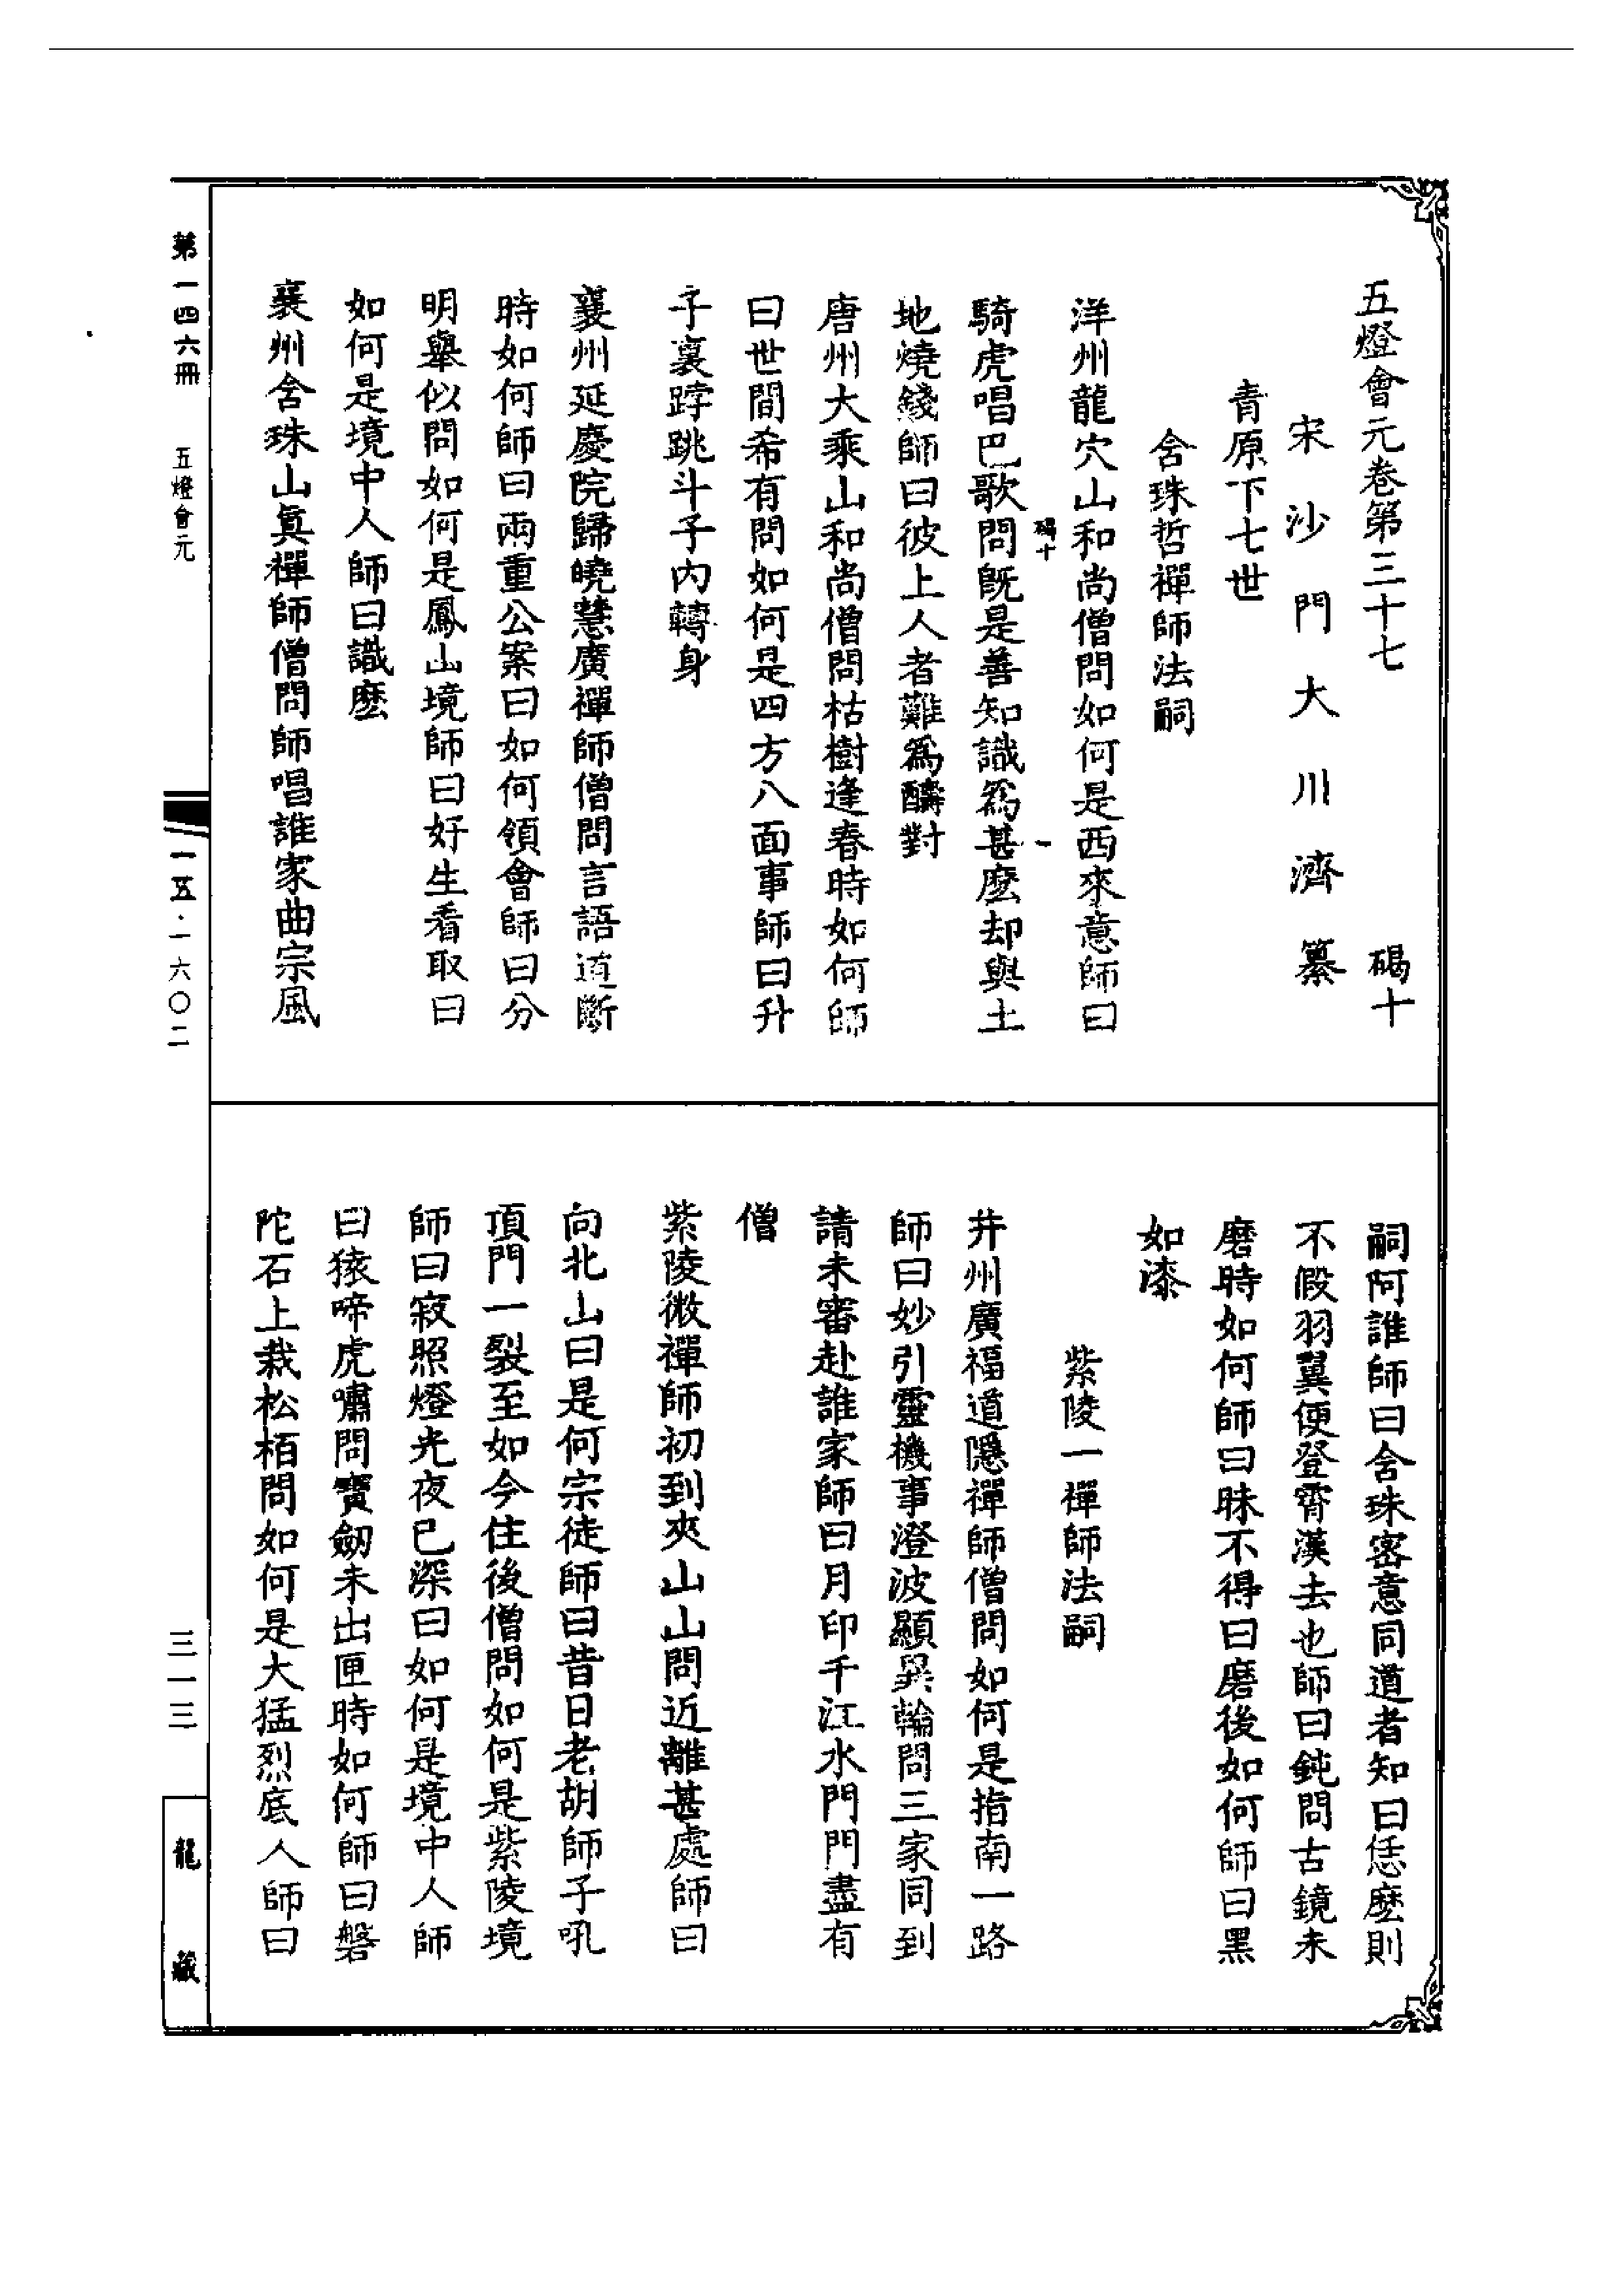 五燈會元卷第三十七　碣十
宋沙門大川濟纂
青原下七世
含珠哲禪師法嗣
洋州龍穴山和尚僧問如何是西來意師曰
碣十　一
騎虎唱巴歌問既是善知識為甚麼却與土
地燒錢師曰彼上人者難為酬對
唐州大乘山和尚僧問枯樹逢春時如何師
曰世間希有問如何是四方八面事師曰升
子裏𨁝跳斗子內轉身
襄州延慶院歸曉慧廣禪師僧問言語道斷
時如何師曰兩重公案曰如何領會師曰分
明舉似問如何是鳳山境師曰好生看取曰
如何是境中人師曰識麼
襄州含珠山真禪師僧問師唱誰家曲宗風
嗣阿誰師曰含珠密意同道者知曰恁麼則
不假羽翼便登霄漢去也師曰鈍問古鏡未
磨時如何師曰昧不得曰磨後如何師曰黑
如漆
紫陵一禪師法嗣
并州廣福道隱禪師僧問如何是指南一路
師曰妙引靈機事澄波顯異輪問三家同到
請未審赴誰家師曰月印千江水門門盡有
僧
紫陵微禪師初到夾山山問近離甚處師曰
向北山曰是何宗徒師曰昔日老胡師子吼
頂門一裂至如今住後僧問如何是紫陵境
師曰寂照燈光夜已深曰如何是境中人師
曰猿啼虎嘯問寶劒未出匣時如何師曰磐
陀石上栽松栢問如何是大猛烈底人師曰
第一四六冊　五燈會元
一五·一六〇二
三一三
龍藏